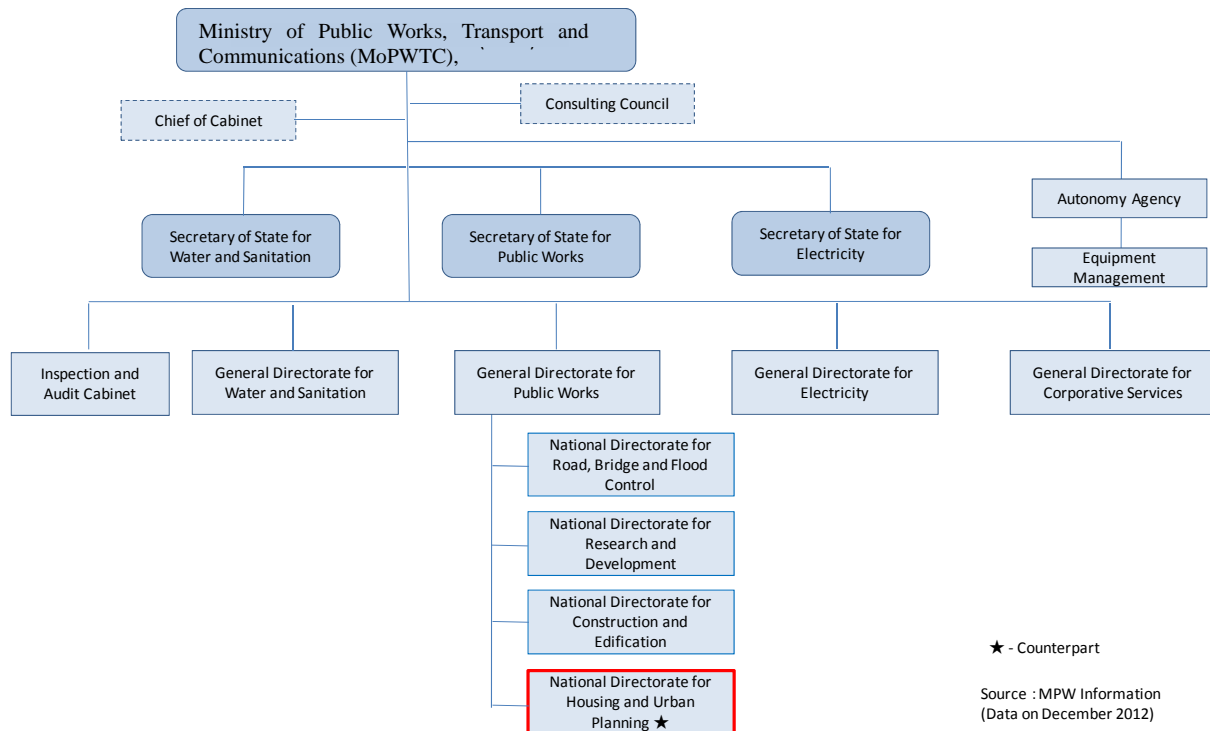 Ministry of Public Works, Transport and
Communications (MoPWTC),
Consulting Council
Chief of Cabinet
Autonomy Agency
Secretary of State for
Water and Sanitation
Secretary of State for
Public Works
Secretary of State for
Electricity
Equipment
Management
Inspection and
Audit Cabinet
General Directorate for
Water and Sanitation
General Directorate for
Public Works
General Directorate for
Electricity
General Directorate for
Corporative Services
National Directorate for
Road, Bridge and Flood
Control
National Directorate for
Research and
Development
National Directorate for
Construction and
Edification
National Directorate for
Housing and Urban
Planning ★
★ - Counterpart
Source : MPW Information
(Data on December 2012)